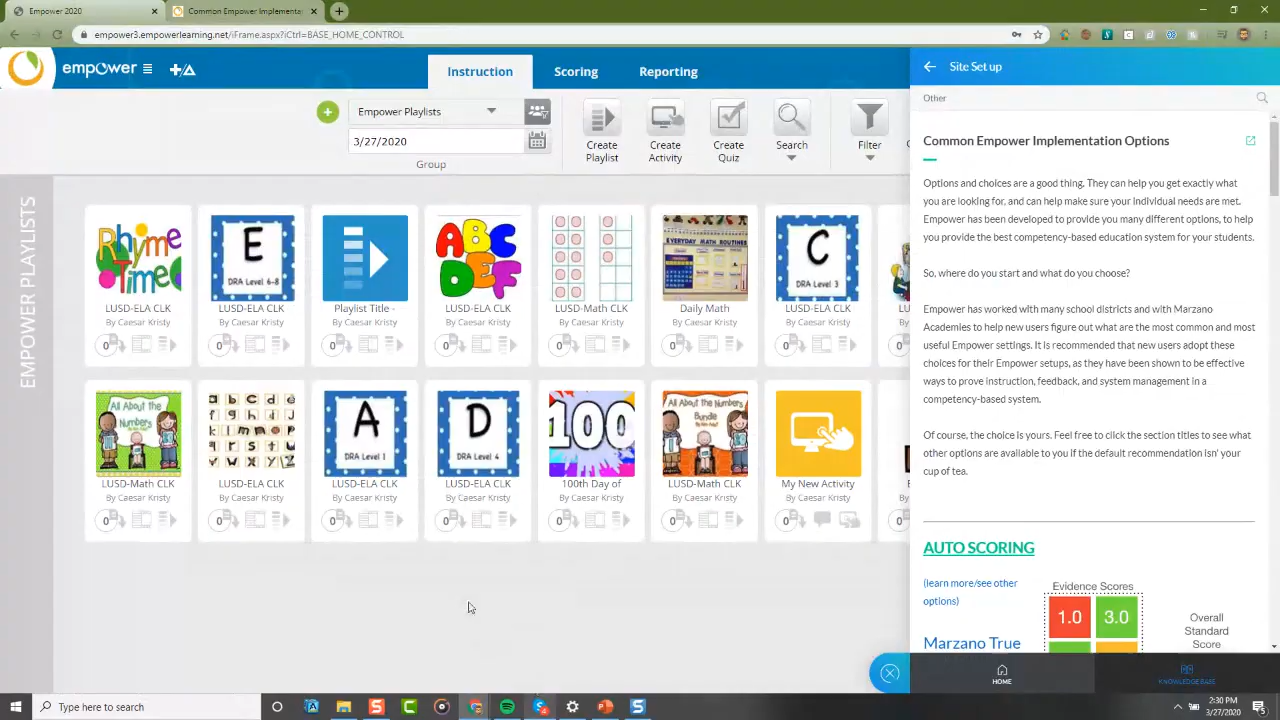 Empower 2020
Common Empower Implementation
empower3.empowerlearning.net/iFrame.aspx?iCtrl=BASE_HOME_CONTROL
empower
Instruction
Scoring
Reporting
Empower Playlists
3/27/2020
Group
Create Playlist
Create Activity
Create Quiz
Search
Filter
EMPOWER PLAYLISTS
Rhyme Time
LUSD-ELA CLK
By Caesar Kristy
0
E
DRA Level 6-8
LUSD-ELA CLK
By Caesar Kristy
0
Playlist Title -
By Caesar Kristy
0
ABC
DEF
LUSD-ELA CLK
By Caesar Kristy
0
LUSD-Math CLK
By Caesar Kristy
0
EVERYDAY MATH ROUTINES
Daily Math
By Caesar Kristy
0
C
DRA Level 3
LUSD-ELA CLK
By Caesar Kristy
0
All About the Numbers
LUSD-Math CLK
By Caesar Kristy
0
LUSD-ELA CLK
By Caesar Kristy
0
A
DRA Level 1
LUSD-ELA CLK
By Caesar Kristy
0
D
DRA Level 4
LUSD-ELA CLK
By Caesar Kristy
0
100
100th Day of
By Caesar Kristy
0
All About the Numbers
Bundle
LUSD-Math CLK
By Caesar Kristy
0
My New Activity
By Caesar Kristy
0
Site Set up
Other
Common Empower Implementation Options
Options and choices are a good thing. They can help you get exactly what
you are looking for, and can help make sure your individual needs are met.
Empower has been developed to provide you many different options, to help
you provide the best competency-based education system for your students.
So, where do you start and what do you choose?
Empower has worked with many school districts and with Marzano
Academies to help new users figure out what are the most common and most
useful Empower settings. It is recommended that new users adopt these
choices for their Empower setups, as they have been shown to be effective
ways to prove instruction, feedback, and system management in a
competency-based system.
Of course, the choice is yours. Feel free to click the section titles to see what
other options are available to you if the default recommendation isn' your
cup of tea.
AUTO SCORING
(learn more/see other
options)
Marzano True
Evidence Scores
1.0
3.0
Overall
Standard
Score
HOME
KNOWLEDGE BASE
Type here to search
2:30 PM
3/27/2020